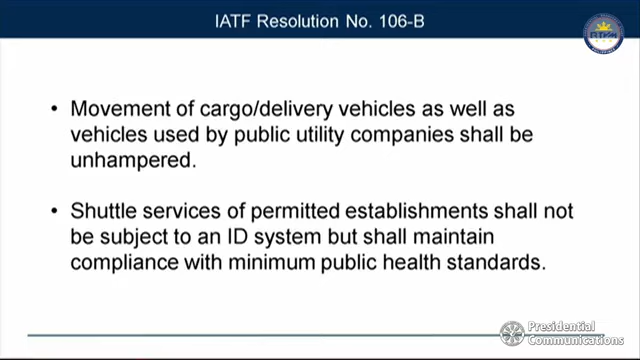 IATF Resolution No. 106-B
• Movement of cargo/delivery vehicles as well as
vehicles used by public utility companies shall be
unhampered.
• Shuttle services of permitted establishments shall not
be subject to an ID system but shall maintain
compliance with minimum public health standards.
Presidential
Communications